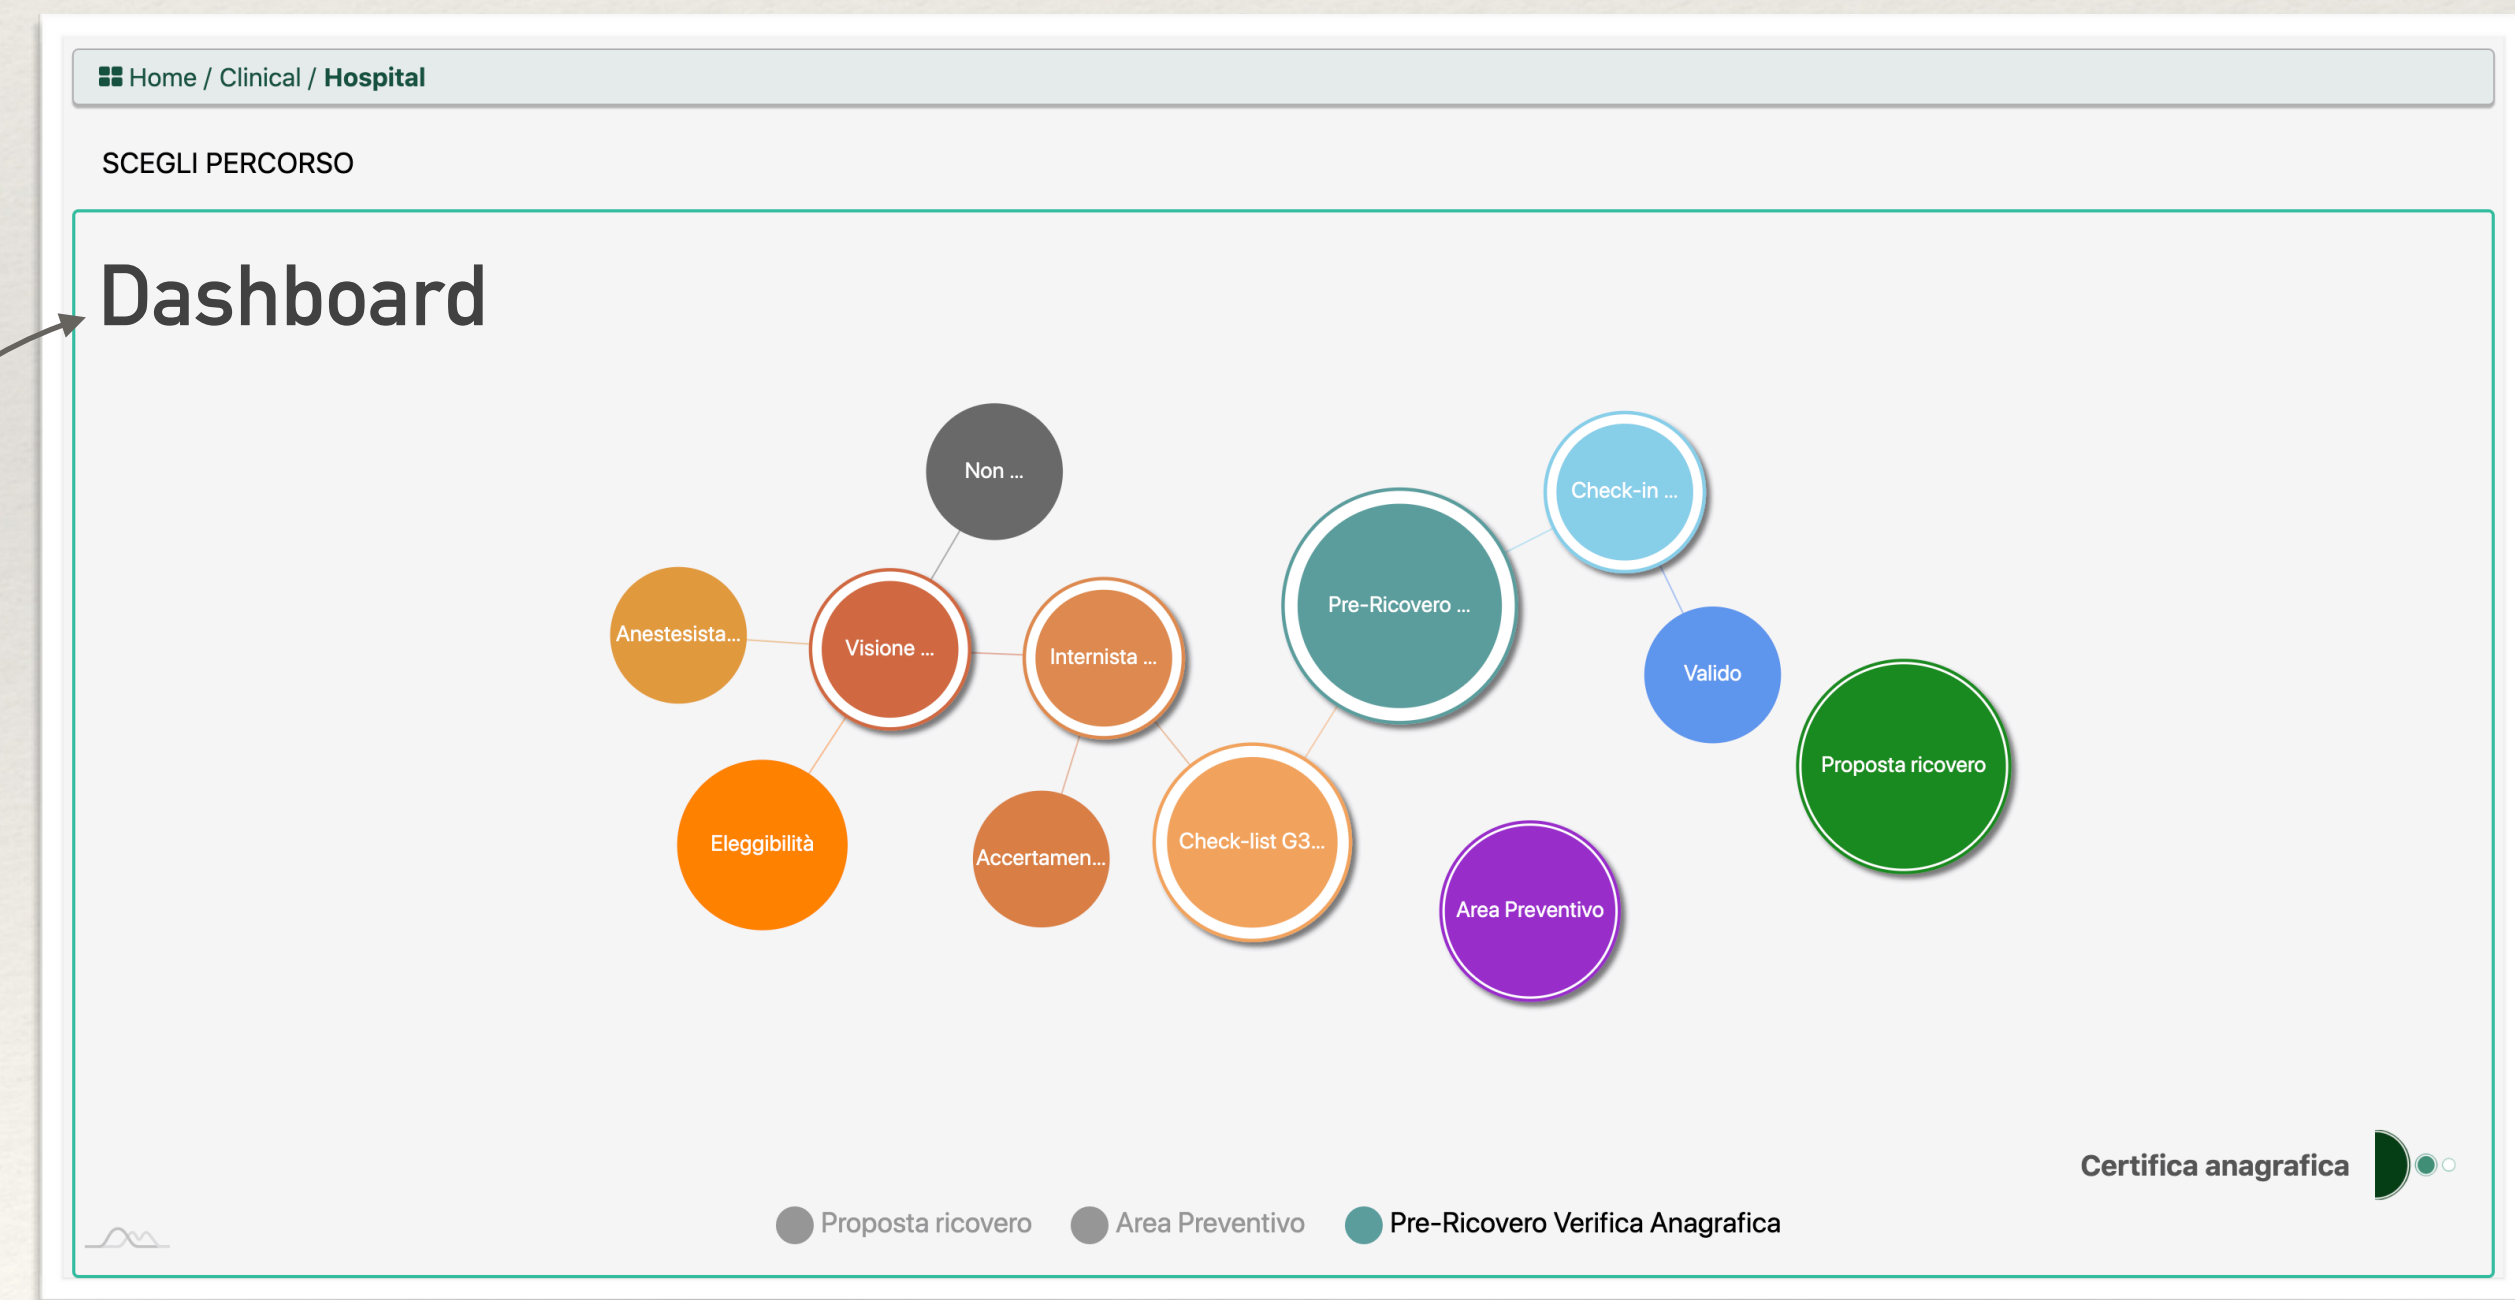 Home / Clinical / Hospital
SCEGLI PERCORSO
Dashboard
Non ...
Check-in ...
Pre-Ricovero ...
Anestesista...
Visione ...
Internista ...
Valido
Proposta ricovero
Eleggibilità
Accertamen...
Check-list G3...
Area Preventivo
Certifica anagrafica
Proposta ricovero
Area Preventivo
Pre-Ricovero Verifica Anagrafica